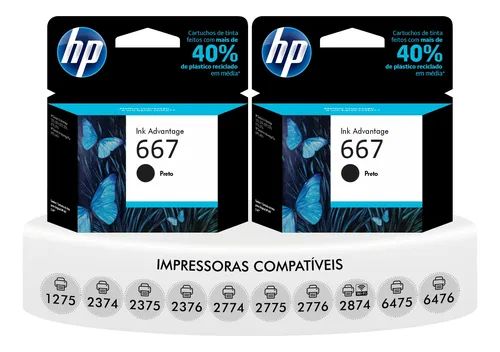 hp
Cartuchos de tinta
feitos com mais de
40%
de plástico reciclado
em média*
Ink Advantage
667
Preto
hp
Cartuchos de tinta
feitos com mais de
40%
de plástico reciclado
em média*
Ink Advantage
667
Preto
IMPRESSORAS COMPATÍVEIS
1275 2374 2375 2376 2774 2775 2776 2874 6475 6476